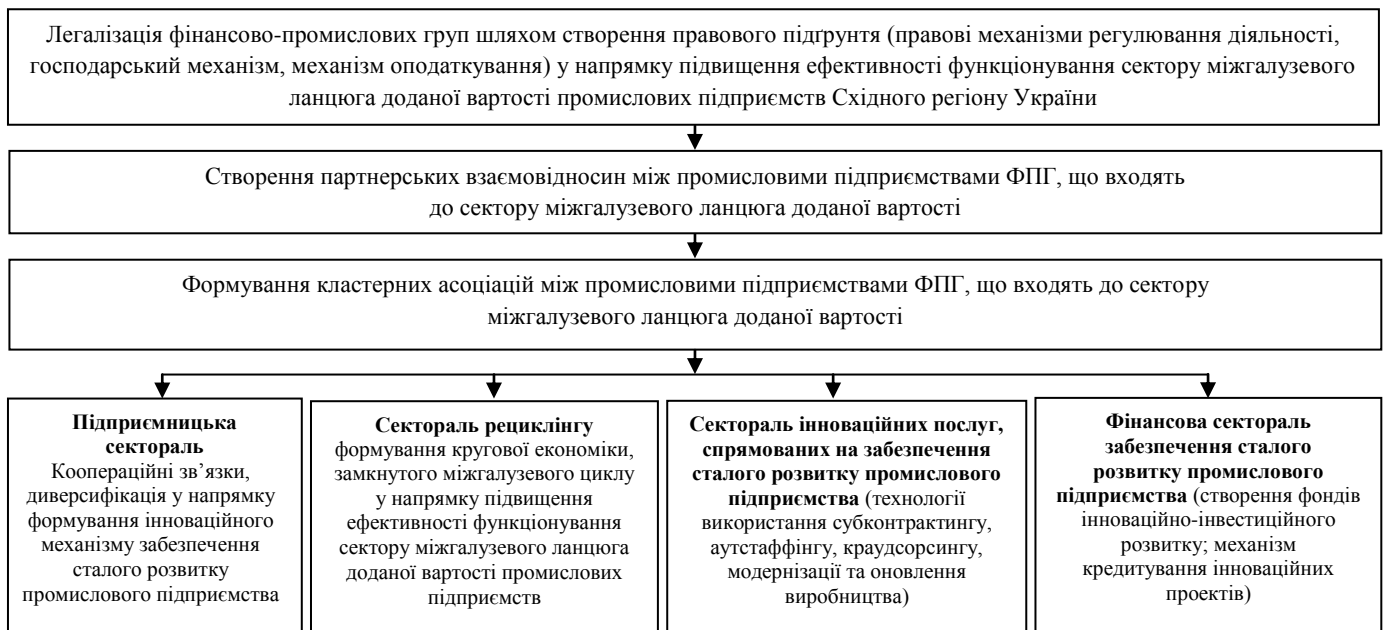 Легалізація фінансово-промислових груп шляхом створення правового підґрунтя (правові механізми регулювання діяльності,
господарський механізм, механізм оподаткування) у напрямку підвищення ефективності функціонування сектору міжгалузевого
ланцюга доданої вартості промислових підприємств Східного регіону України
Створення партнерських взаємовідносин між промисловими підприємствами ФПГ, що входять
до сектору міжгалузевого ланцюга доданої вартості
Формування кластерних асоціацій між промисловими підприємствами ФПГ, що входять до сектору
міжгалузевого ланцюга доданої вартості
Підприємницька
сектораль
Коопераційні зв’язки,
диверсифікація у напрямку
формування інноваційного
механізму забезпечення
сталого розвитку
промислового підприємства
Сектораль рециклінгу
формування кругової економіки,
замкнутого міжгалузевого циклу
у напрямку підвищення
ефективності функціонування
сектору міжгалузевого ланцюга
доданої вартості промислових
підприємств
Сектораль інноваційних послуг,
спрямованих на забезпечення
сталого розвитку промислового
підприємства (технології
використання субконтрактингу,
аутстаффінгу, краудсорсингу,
модернізації та оновлення
виробництва)
Фінансова сектораль
забезпечення сталого
розвитку промислового
підприємства (створення фондів
інноваційно-інвестиційного
розвитку; механізм
кредитування інноваційних
проектів)